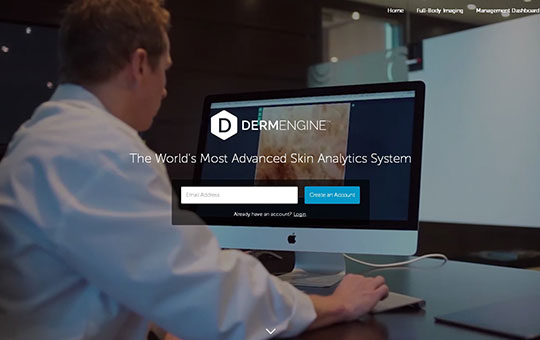 Home Full-Body Imaging Management Dashboard
DERMENGINE
The World's Most Advanced Skin Analytics System
Email Address Create an Account
Already have an account? Login